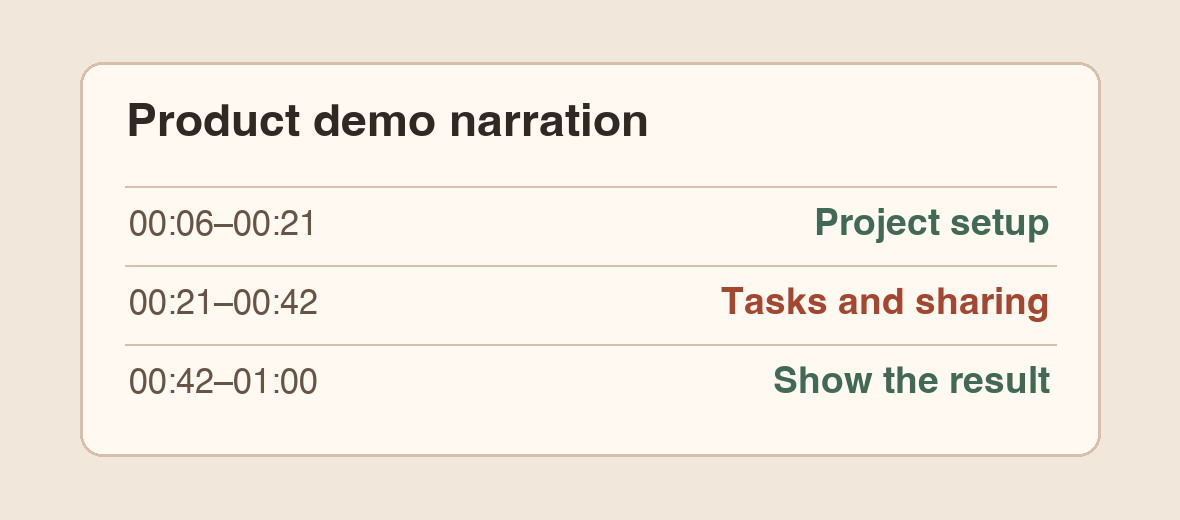 Product demo narration
00:06–00:21 Project setup
00:21–00:42 Tasks and sharing
00:42–01:00 Show the result